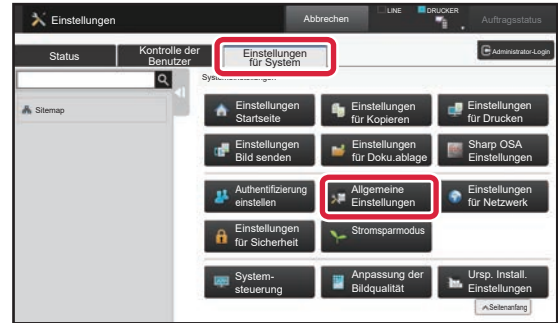 Einstellungen
Abbrechen
LINE
DRUCKER
Auftragsstatus
Status
Kontrolle der
Benutzer
Einstellungen
für System
Administrator-Login
Systemeinstellungen
Sitemap
Einstellungen
Startseite
Einstellungen
für Kopieren
Einstellungen
für Drucken
Einstellungen
Bild senden
Einstellungen
für Doku.ablage
Sharp OSA
Einstellungen
Authentifizierung
einstellen
Allgemeine
Einstellungen
Einstellungen
für Netzwerk
Einstellungen
für Sicherheit
Stromsparmodus
System-
steuerung
Anpassung der
Bildqualität
Ursp. Install.
Einstellungen
Seitenanfang